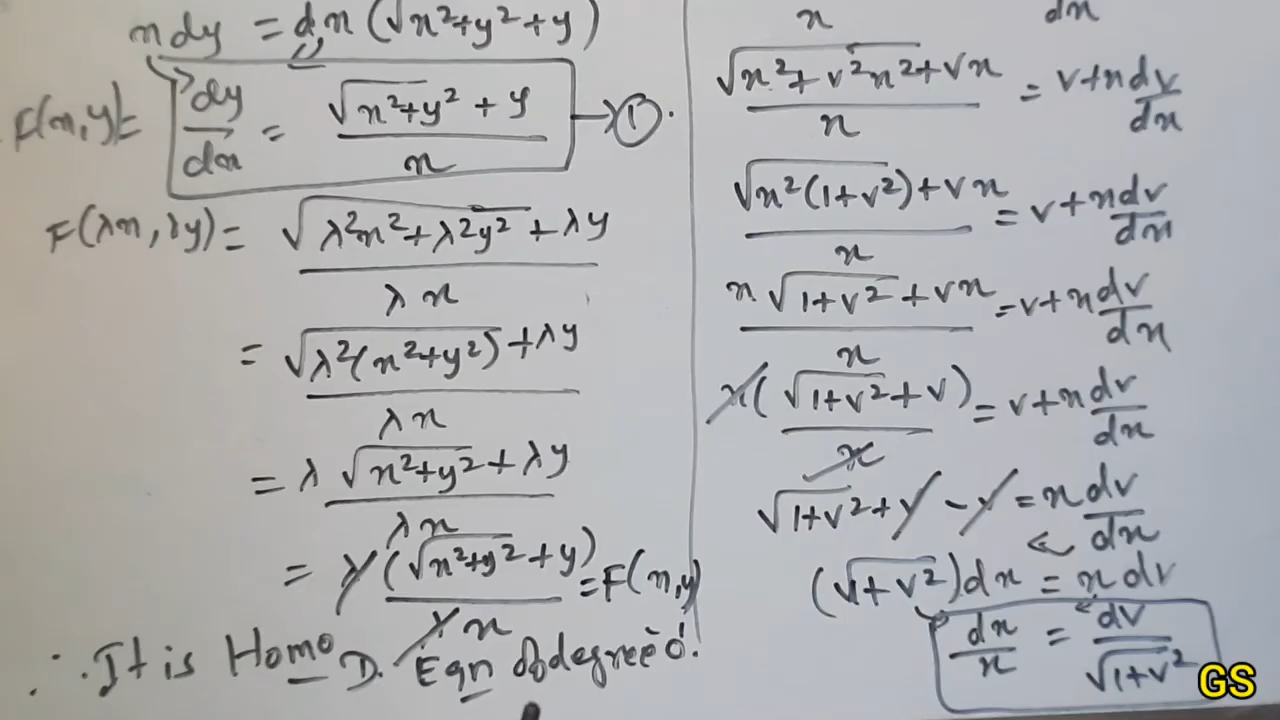 x dy = dx (√x²+y² + y)
F(x,y) = dy/dx = √x²+y² + y / x → ①.
F(λx, λy) = √λ²x²+λ²y² + λy / λx
= √λ²(x²+y²) + λy / λx
= λ √x²+y² + λy / λx
= λ (√x²+y² + y) / λx = F(x,y)
∴ It is Homo D. Eqn of degree '0'.
x dx
√x²+v²x² + vx / x = v + x dv/dx
√x²(1+v²) + vx / x = v + x dv/dx
x √1+v² + vx / x = v + x dv/dx
x (√1+v² + v) / x = v + x dv/dx
√1+v² + v - v = x dv/dx
(√1+v²) dx = x dv
dx/x = dv/√1+v²
GS